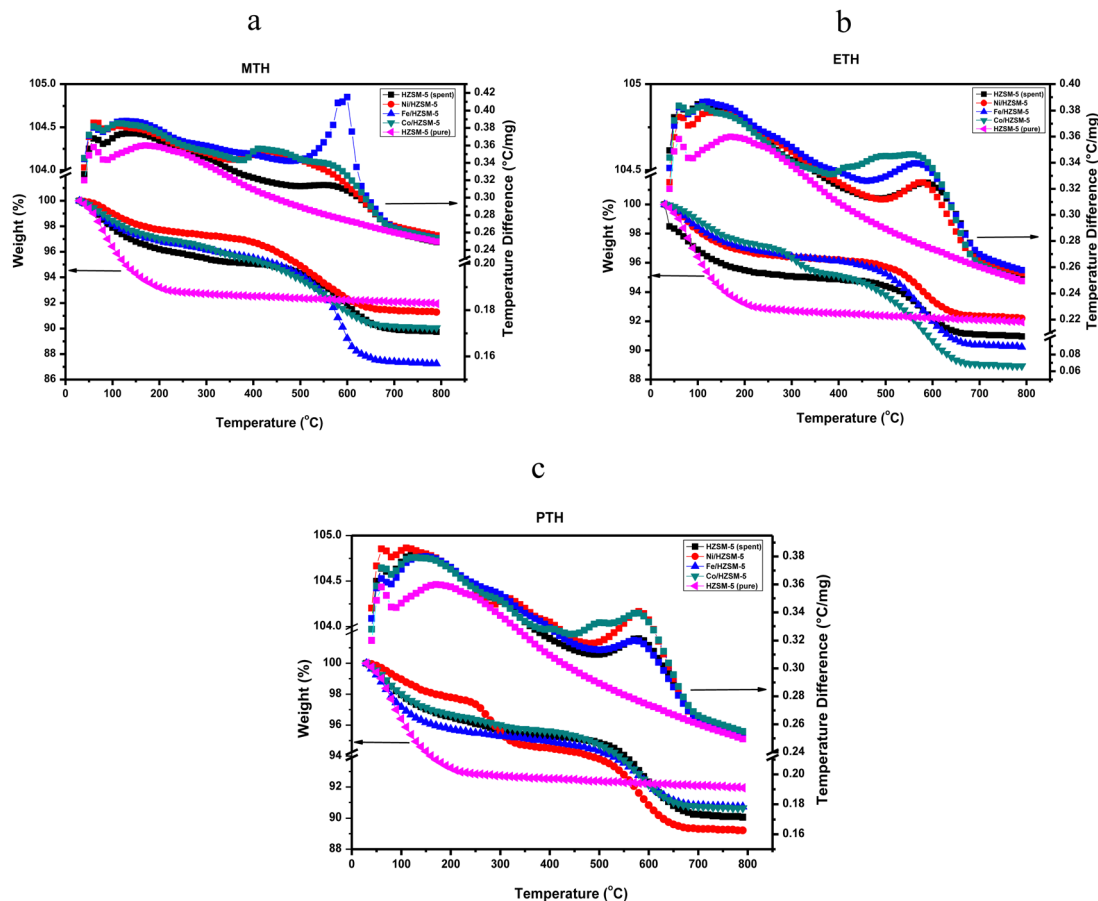 a
MTH
105.0
104.5
104.0
100
98
96
94
92
90
88
86
Weight (%)
0.42
0.40
0.38
0.36
0.34
0.32
0.30
0.28
0.26
0.24
0.20
0.18
0.16
Temperature Difference (°C/mg)
HZSM-5 (spent)
Ni/HZSM-5
Fe/HZSM-5
Co/HZSM-5
HZSM-5 (pure)
0 100 200 300 400 500 600 700 800
Temperature (°C)
b
ETH
105.0
105
104.5
100
98
96
94
92
90
88
Weight (%)
0.40
0.38
0.36
0.34
0.32
0.30
0.28
0.26
0.24
0.22
0.08
0.06
Temperature Difference (°C/mg)
HZSM-5 (spent)
Ni/HZSM-5
Fe/HZSM-5
Co/HZSM-5
HZSM-5 (pure)
0 100 200 300 400 500 600 700 800
Temperature (°C)
c
PTH
105.0
104.5
104.0
100
98
96
94
92
90
88
Weight (%)
0.38
0.36
0.34
0.32
0.30
0.28
0.26
0.24
0.20
0.18
0.16
Temperature Difference (°C/mg)
HZSM-5 (spent)
Ni/HZSM-5
Fe/HZSM-5
Co/HZSM-5
HZSM-5 (pure)
0 100 200 300 400 500 600 700 800
Temperature (°C)